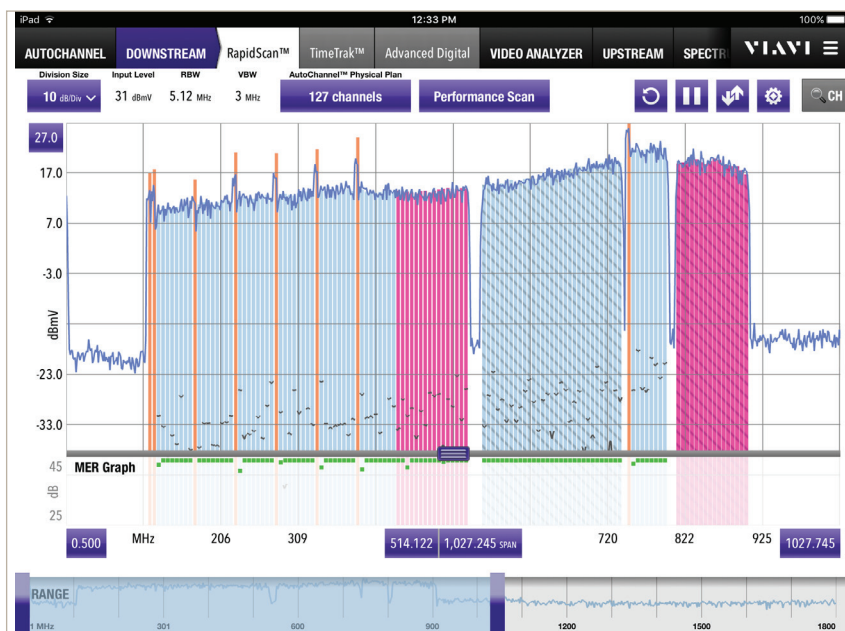 iPad 12:33 PM 100%
AUTOCHANNEL DOWNSTREAM RapidScan™ TimeTrak™ Advanced Digital VIDEO ANALYZER UPSTREAM SPECTR VIAVI
Division Size Input Level RBW VBW AutoChannel™ Physical Plan
10 dB/Div 31 dBmV 5.12 MHz 3 MHz 127 channels Performance Scan CH
27.0
17.0
7.0
-3.0
dBmV
-23.0
-33.0
45 MER Graph
dB
25
0.500 MHz 206 309 514.122 1,027.245 SPAN 720 822 925 1027.745
RANGE
1 MHz 301 600 900 1200 1500 1800